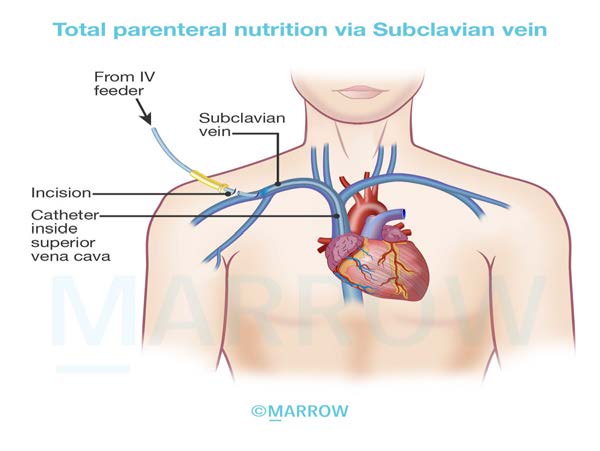 Total parenteral nutrition via Subclavian vein
From IV
feeder
Subclavian
vein
Incision
Catheter
inside
superior
vena cava
MARROW
©MARROW